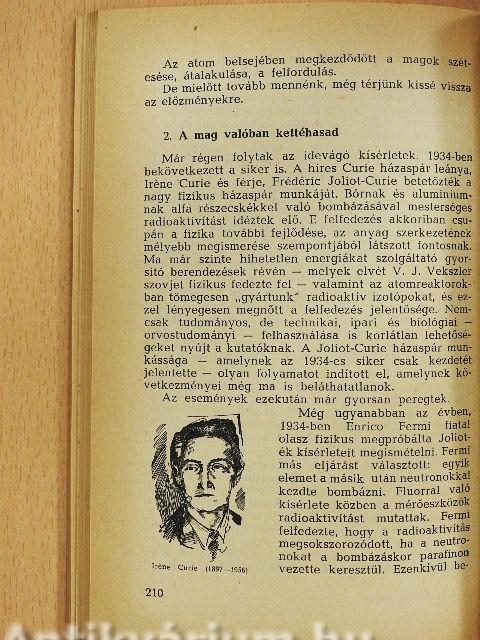 Az atom belsejében megkezdődött a magok szét-
esése, átalakulása, a felfordulás.
De mielőtt tovább mennénk, még térjünk kissé vissza
az előzményekre.
2. A mag valóban kettéhasad
Már régen folytak az idevágó kísérletek. 1934-ben
bekövetkezett a siker is. A híres Curie házaspár leánya,
Irène Curie és férje, Frédéric Joliot-Curie betetőzték a
nagy fizikus házaspár munkáját. Bórnak és alumínium-
nak alfa részecskékkel való bombázásával mesterséges
radioaktivitást idéztek elő. E felfedezés akkoriban csu-
pán a fizika további fejlődése, az anyag szerkezetének
mélyebb megismerése szempontjából látszott fontosnak.
Ma már szinte hihetetlen energiákat szolgáltató gyor-
sító berendezések révén — melyek elvét V. J. Vekszler
szovjet fizikus fedezte fel — valamint az atomreaktorok-
ban tömegesen „gyártunk" radioaktív izotópokat, és ez-
zel lényegesen megnőtt a felfedezés jelentősége. Nem-
csak tudományos, de technikai, ipari és biológiai —
orvostudományi — felhasználása is korlátlan lehetősé-
geket nyújt a kutatóknak. A Joliot-Curie házaspár mun-
kássága — amelynek az 1934-es siker csak kezdetét
jelentette — olyan folyamatot indított el, amelynek kö-
vetkezményei még ma is beláthatatlanok.
Az események ezekután már gyorsan peregtek.
Még ugyanabban az évben,
1934-ben Enrico Fermi fiatal
olasz fizikus megpróbálta Joliot-
ék kísérleteit megismételni. Fermi
más eljárást választott: egyik
elemet a másik után neutronokkal
kezdte bombázni. Fluorral való
kísérlete közben a mérőeszközök
radioaktivitást mutattak. Fermi
felfedezte, hogy a radioaktivitás
megsokszorozódott, ha a neutro-
nokat a bombázáskor paraffinon
vezette keresztül. Ezenkívül be-
Irène Curie (1897—1956)
210
Antikvárium.hu